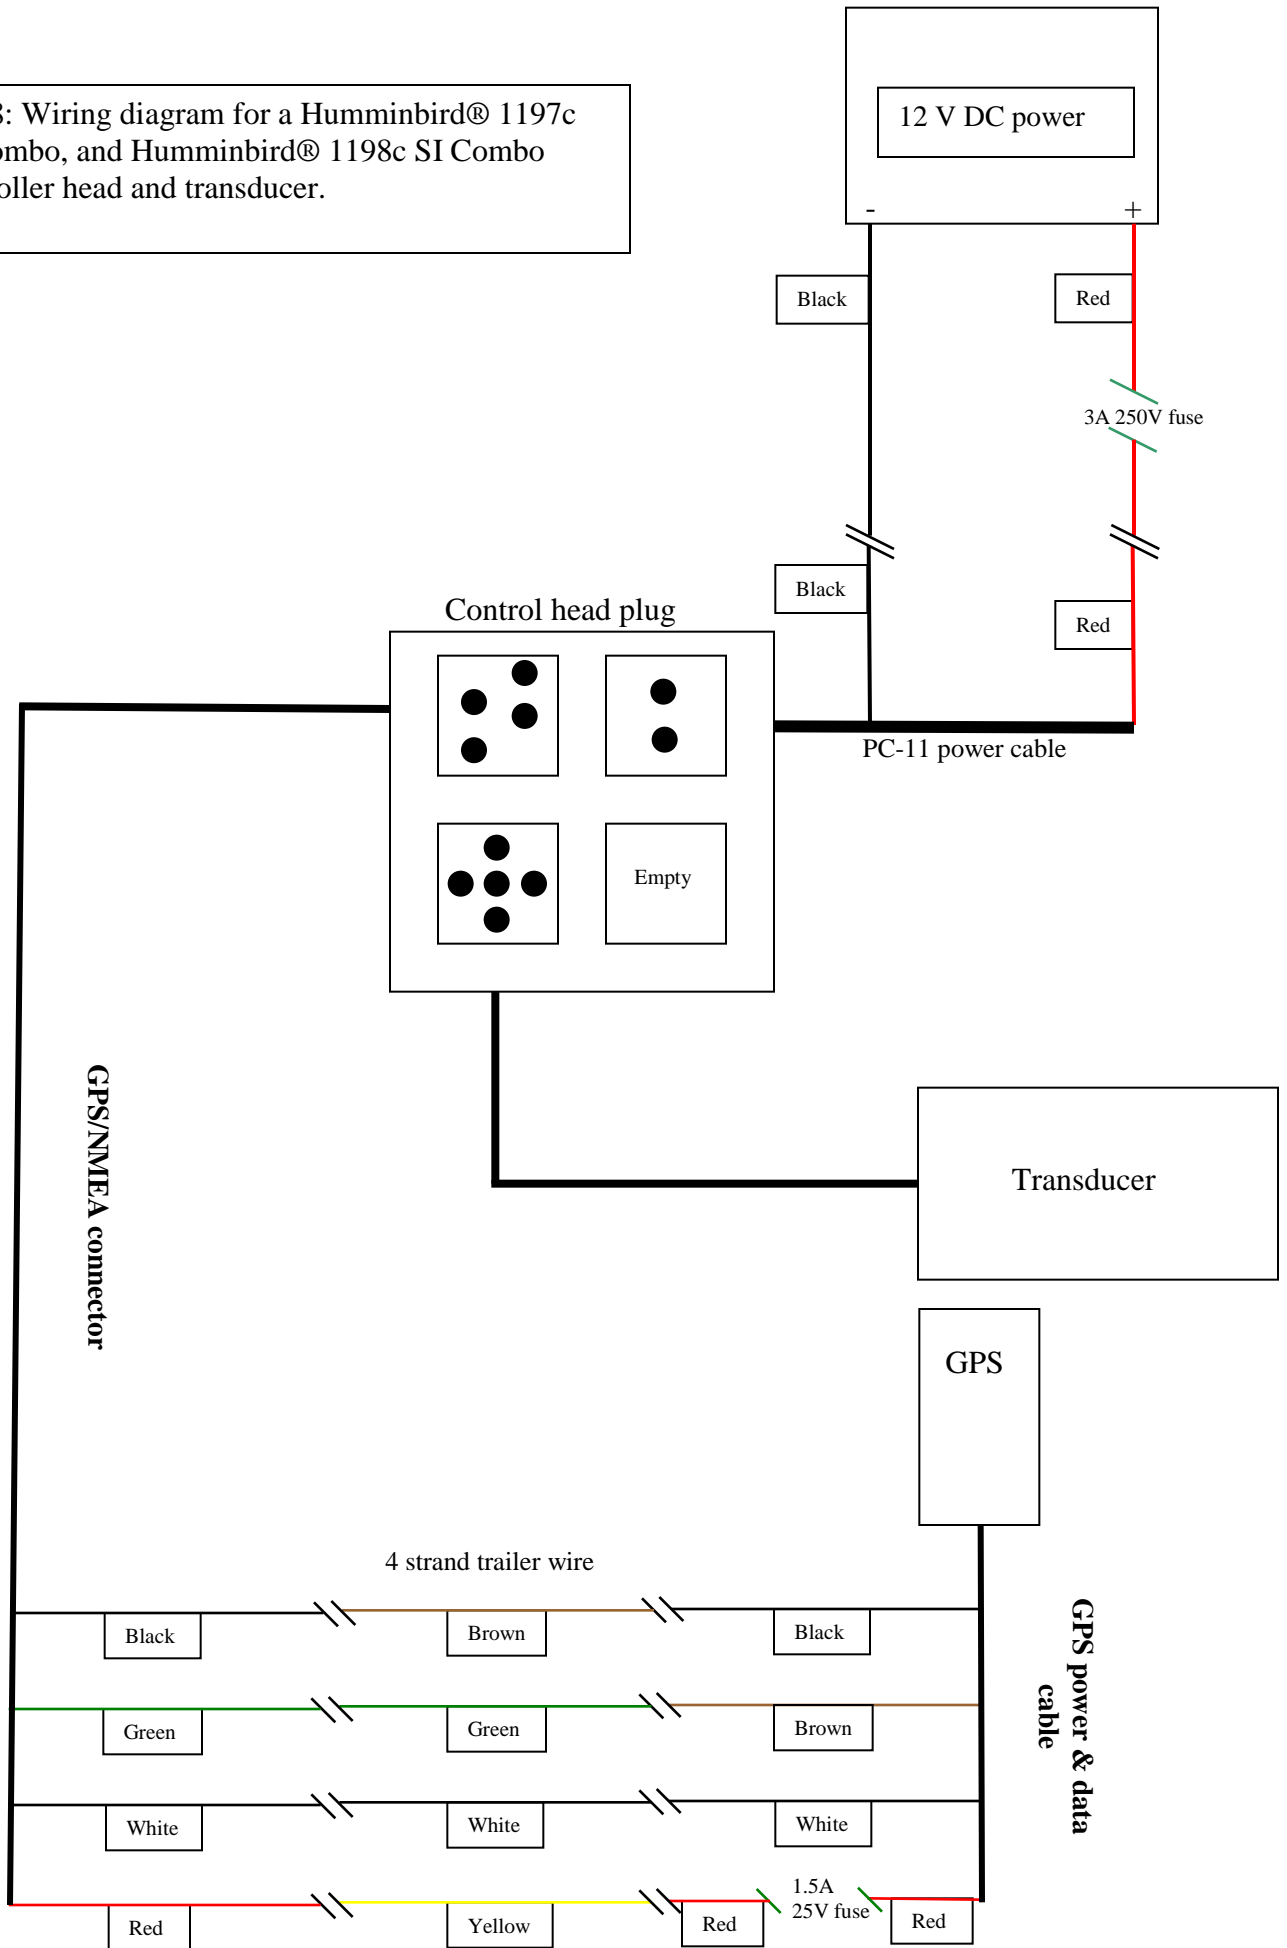 : Wiring diagram for a Humminbird® 1197c
ombo, and Humminbird® 1198c SI Combo
oller head and transducer.
12 V DC power
-
+
Black
Red
3A 250V fuse
Black
Red
Control head plug
PC-11 power cable
Empty
GPS/NMEA connector
Transducer
GPS
4 strand trailer wire
GPS power & data
cable
Black
Brown
Black
Green
Green
Brown
White
White
White
1.5A
25V fuse
Red
Yellow
Red
Red